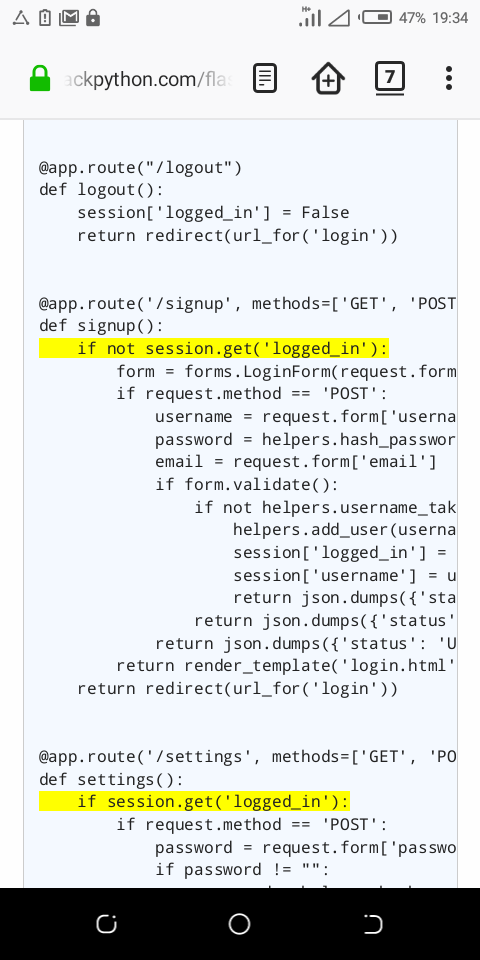 H+
47% 19:34
ackpython.com/flas
7
@app.route("/logout")
def logout():
    session['logged_in'] = False
    return redirect(url_for('login'))
@app.route('/signup', methods=['GET', 'POST
def signup():
    if not session.get('logged_in'):
        form = forms.LoginForm(request.form
        if request.method == 'POST':
            username = request.form['userna
            password = helpers.hash_passwor
            email = request.form['email']
            if form.validate():
                if not helpers.username_tak
                    helpers.add_user(userna
                    session['logged_in'] =
                    session['username'] = u
                    return json.dumps({'sta
                return json.dumps({'status'
            return json.dumps({'status': 'U
        return render_template('login.html'
    return redirect(url_for('login'))
@app.route('/settings', methods=['GET', 'PO
def settings():
    if session.get('logged_in'):
        if request.method == 'POST':
            password = request.form['passwo
            if password != "":